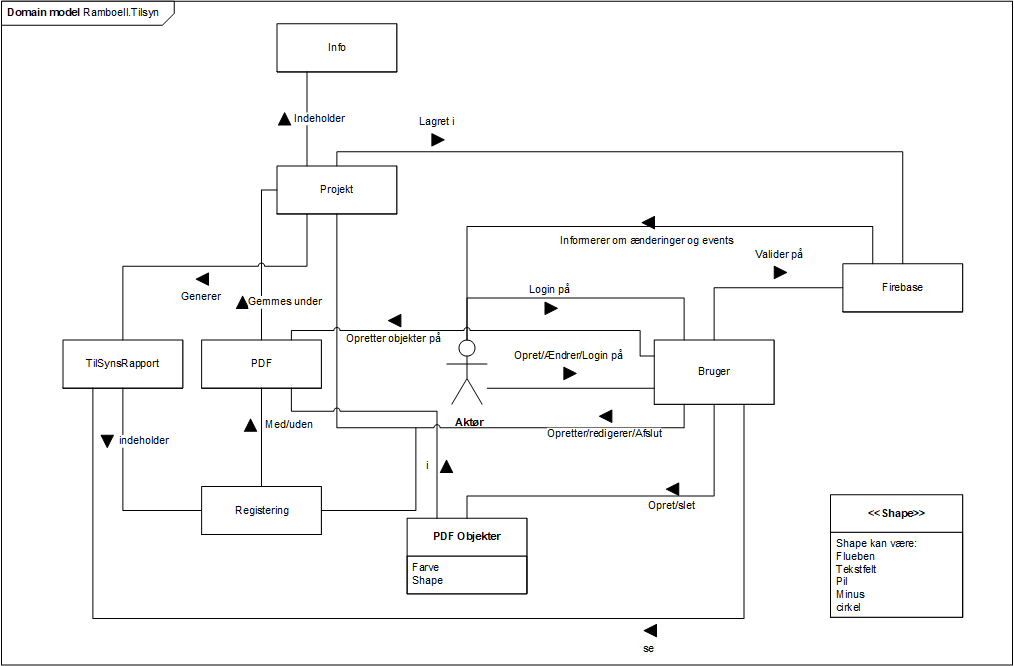 Domain model Ramboell.Tilsyn
Info
Indeholder
Lagret i
Projekt
Informerer om ænderinger og events
Valider på
Generer
Gemmes under
Login på
Firebase
Opretter objekter på
Opret/Ændrer/Login på
TilSynsRapport
PDF
Bruger
Aktør
Med/uden
Opretter/redigerer/Afslut
indeholder
i
Opret/slet
Registering
PDF Objekter
Farve
Shape
<<Shape>>
Shape kan være:
Flueben
Tekstfelt
Pil
Minus
cirkel
se